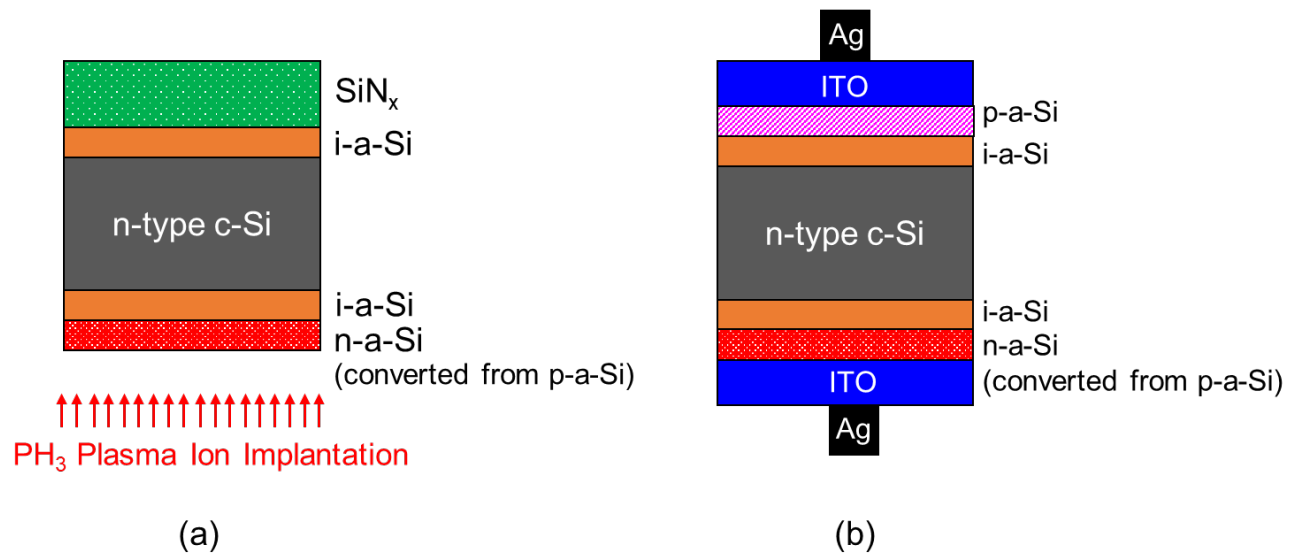 SiNₓ
i-a-Si
n-type c-Si
i-a-Si
n-a-Si
(converted from p-a-Si)
PH₃ Plasma Ion Implantation
(a)
Ag
ITO
p-a-Si
i-a-Si
n-type c-Si
i-a-Si
n-a-Si
(converted from p-a-Si)
ITO
Ag
(b)